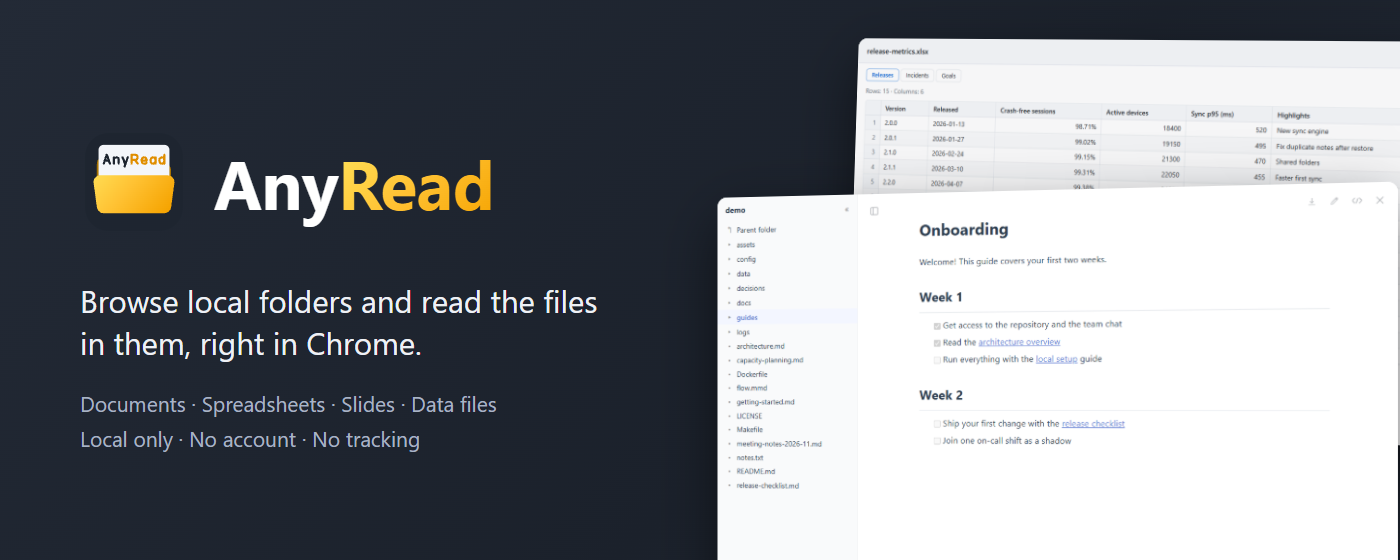 AnyRead
AnyRead
Browse local folders and read the files
in them, right in Chrome.
Documents · Spreadsheets · Slides · Data files
Local only · No account · No tracking
release-metrics.xlsx
Releases Incidents Goals
Rows: 15 · Columns: 6
Version Released Crash-free sessions Active devices Sync p95 (ms) Highlights
1 2.0.0 2026-01-13 98.71% 18400 520 New sync engine
2 2.0.1 2026-01-27 99.02% 19150 495 Fix duplicate notes after restore
3 2.1.0 2026-02-24 99.15% 21300 470 Shared folders
4 2.1.1 2026-03-10 99.31% 22050 455 Faster first sync
5 2.2.0 2026-04-07
demo
Parent folder
assets
config
data
decisions
docs
guides
logs
architecture.md
capacity-planning.md
Dockerfile
flow.mmd
getting-started.md
LICENSE
Makefile
meeting-notes-2026-11.md
notes.txt
README.md
release-checklist.md
Onboarding
Welcome! This guide covers your first two weeks.
Week 1
Get access to the repository and the team chat
Read the architecture overview
Run everything with the local setup guide
Week 2
Ship your first change with the release checklist
Join one on-call shift as a shadow